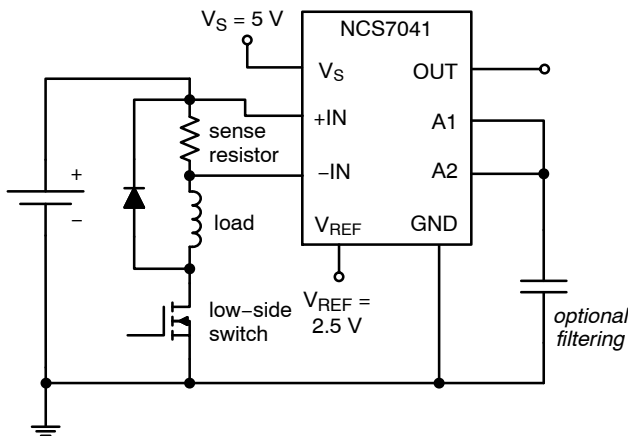 V_S = 5 V
NCS7041
V_S
OUT
+IN
A1
sense
resistor
−IN
A2
+
−
load
V_REF
GND
V_REF =
2.5 V
low−side
switch
optional
filtering